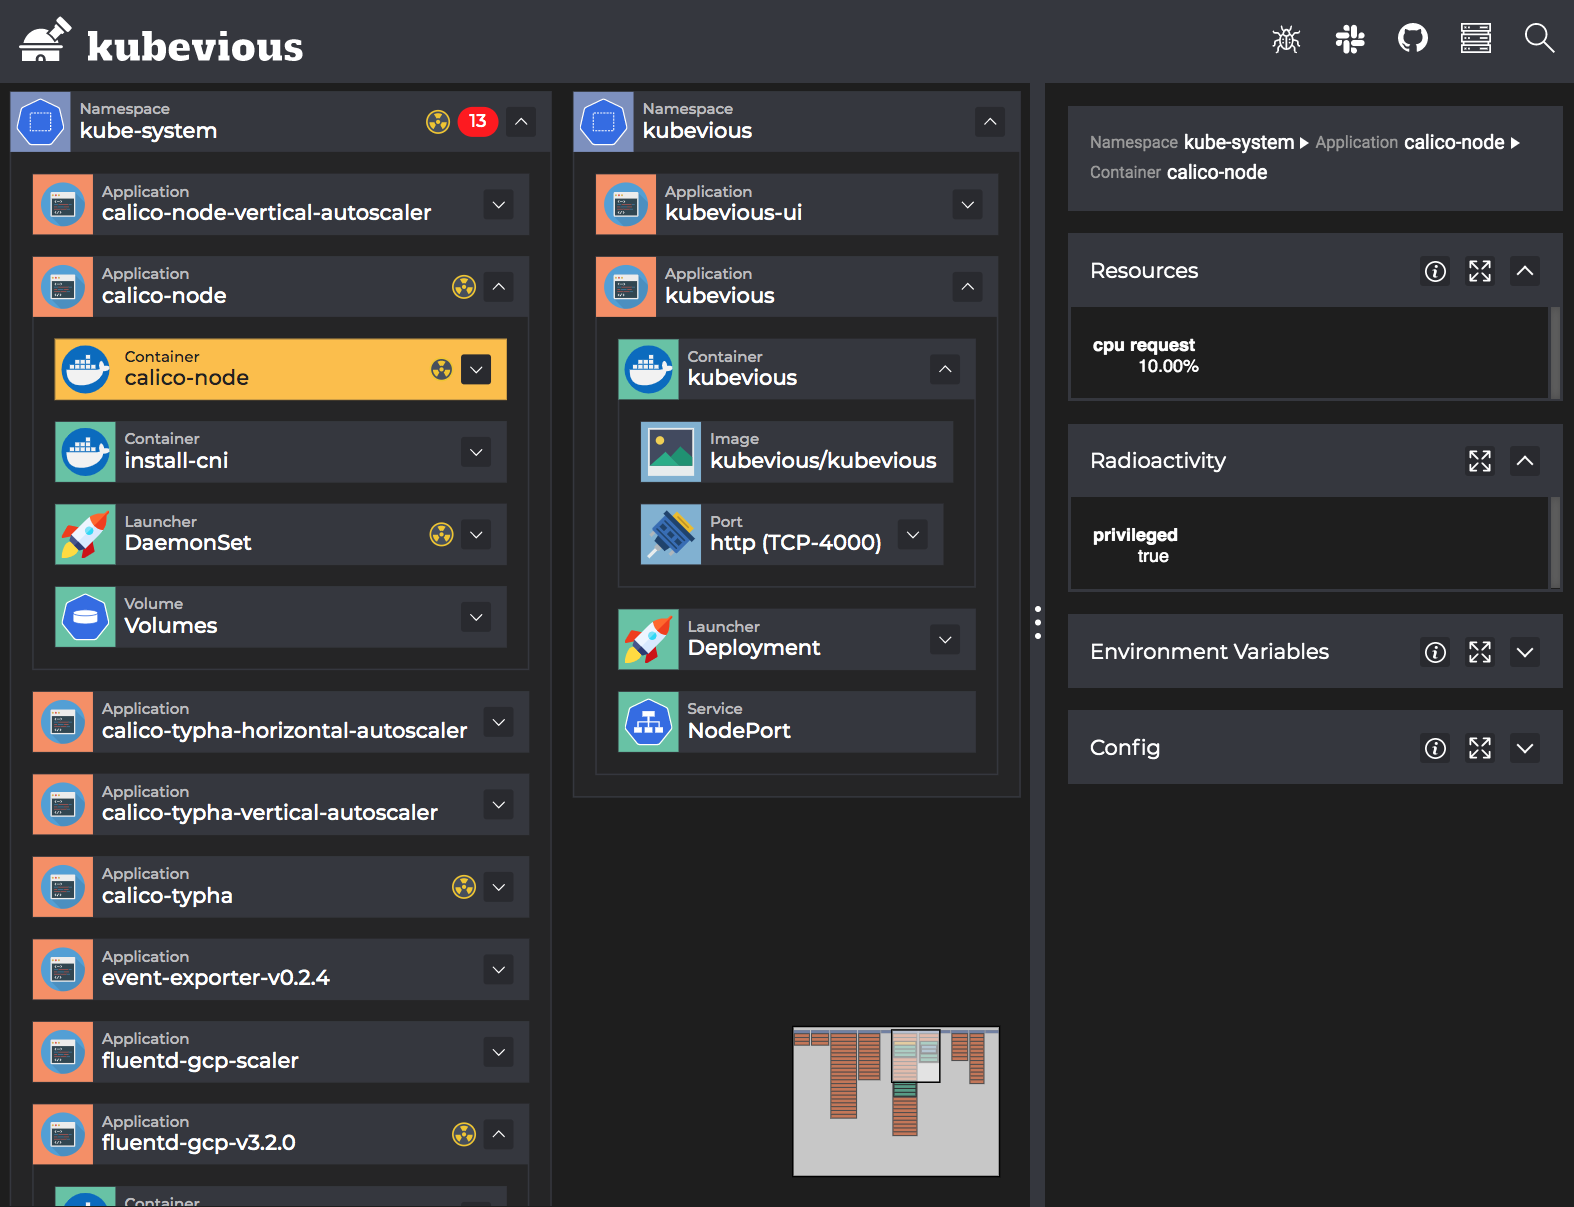 kubevious
Namespace
kube-system
13
Application
calico-node-vertical-autoscaler
Application
calico-node
Container
calico-node
Container
install-cni
Launcher
DaemonSet
Volume
Volumes
Application
calico-typha-horizontal-autoscaler
Application
calico-typha-vertical-autoscaler
Application
calico-typha
Application
event-exporter-v0.2.4
Application
fluentd-gcp-scaler
Application
fluentd-gcp-v3.2.0
Container
Namespace
kubevious
Application
kubevious-ui
Application
kubevious
Container
kubevious
Image
kubevious/kubevious
Port
http (TCP-4000)
Launcher
Deployment
Service
NodePort
Namespace kube-system Application calico-node
Container calico-node
Resources
cpu request
10.00%
Radioactivity
privileged
true
Environment Variables
Config